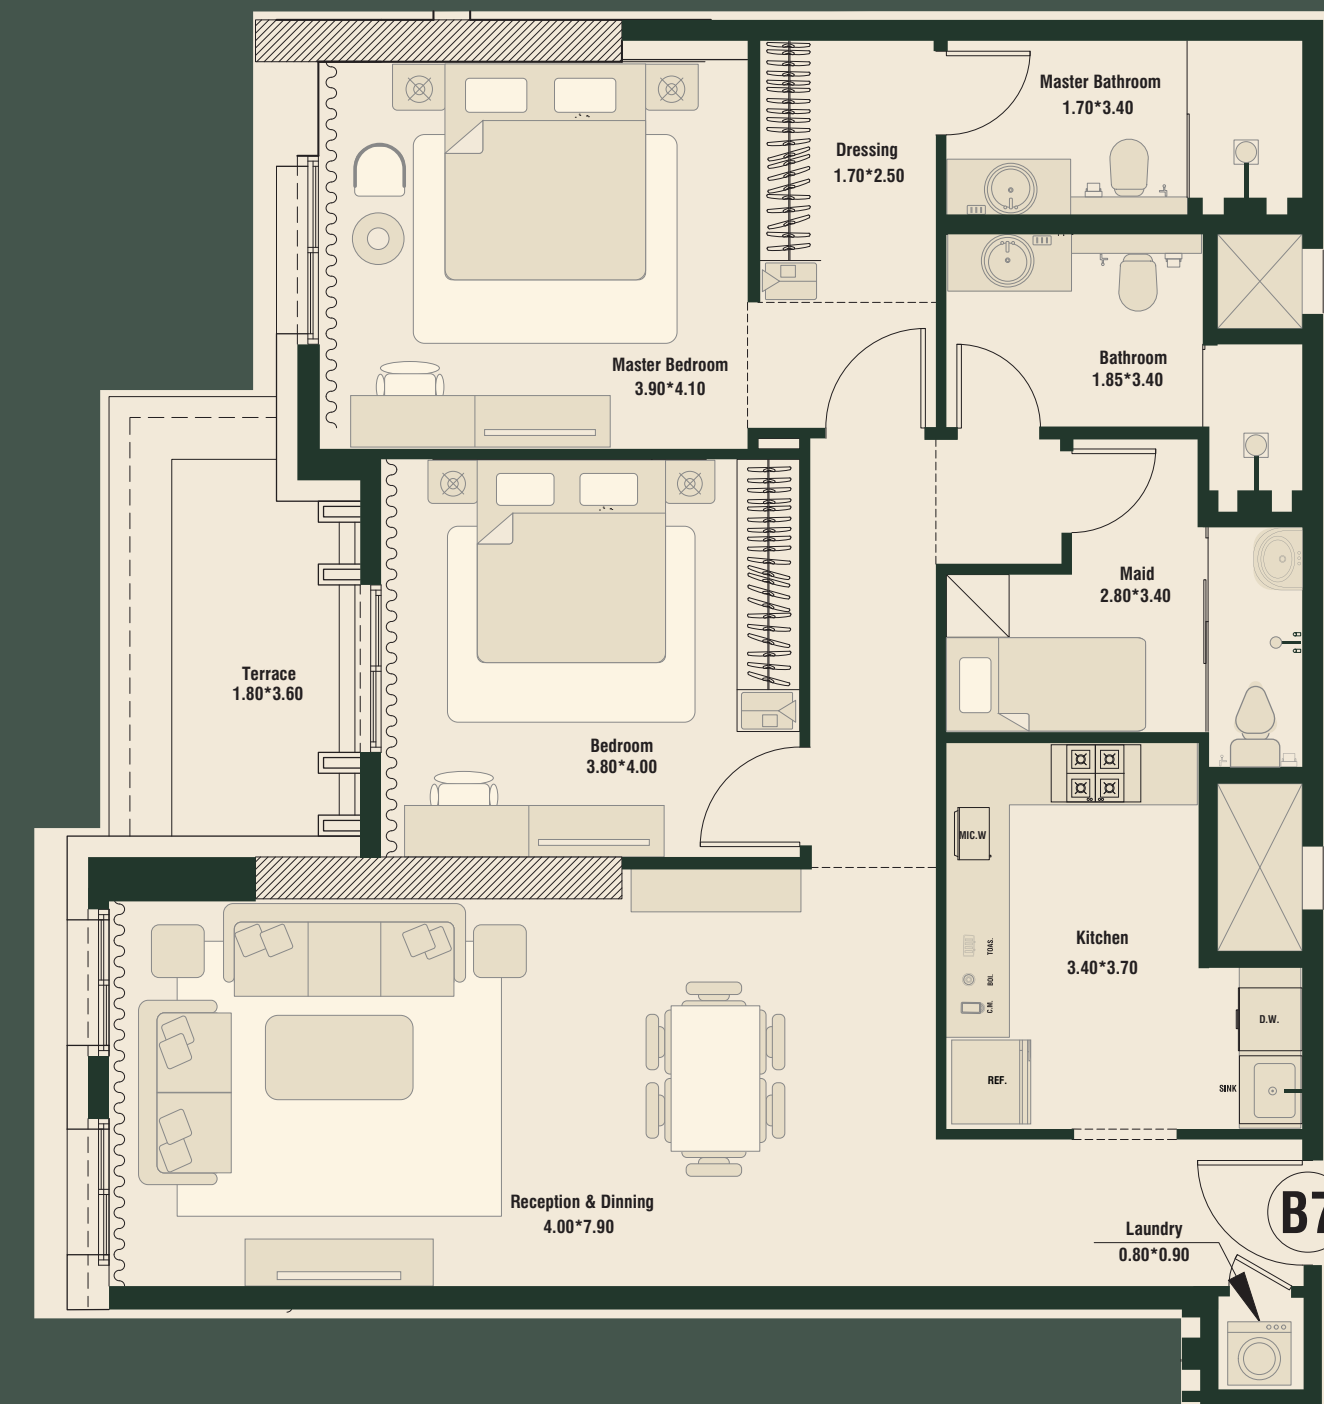 Master Bathroom
1.70*3.40
Dressing
1.70*2.50
Master Bedroom
3.90*4.10
Bathroom
1.85*3.40
Maid
2.80*3.40
Terrace
1.80*3.60
Bedroom
3.80*4.00
MIC.W
Kitchen
3.40*3.70
TOAS.
BOI.
C.M.
D.W.
REF.
SINK
Reception & Dinning
4.00*7.90
B7
Laundry
0.80*0.90